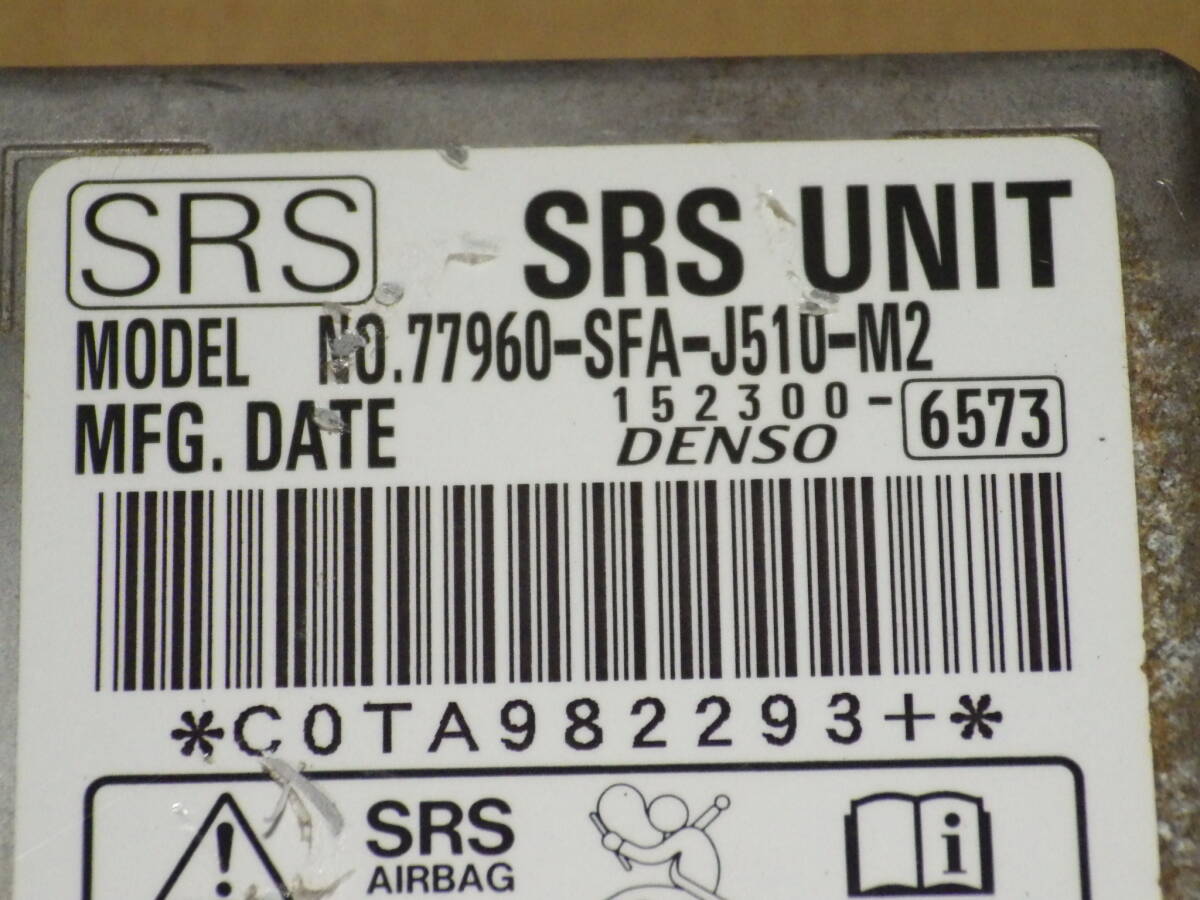 SRS SRS UNIT
MODEL NO.77960-SFA-J510-M2
MFG. DATE 152300-6573
DENSO
*C0TA982293+*
SRS
AIRBAG
i